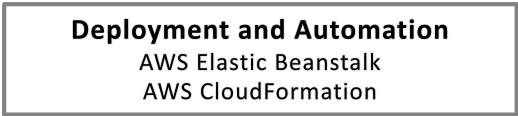 Deployment and Automation
AWS Elastic Beanstalk
AWS CloudFormation